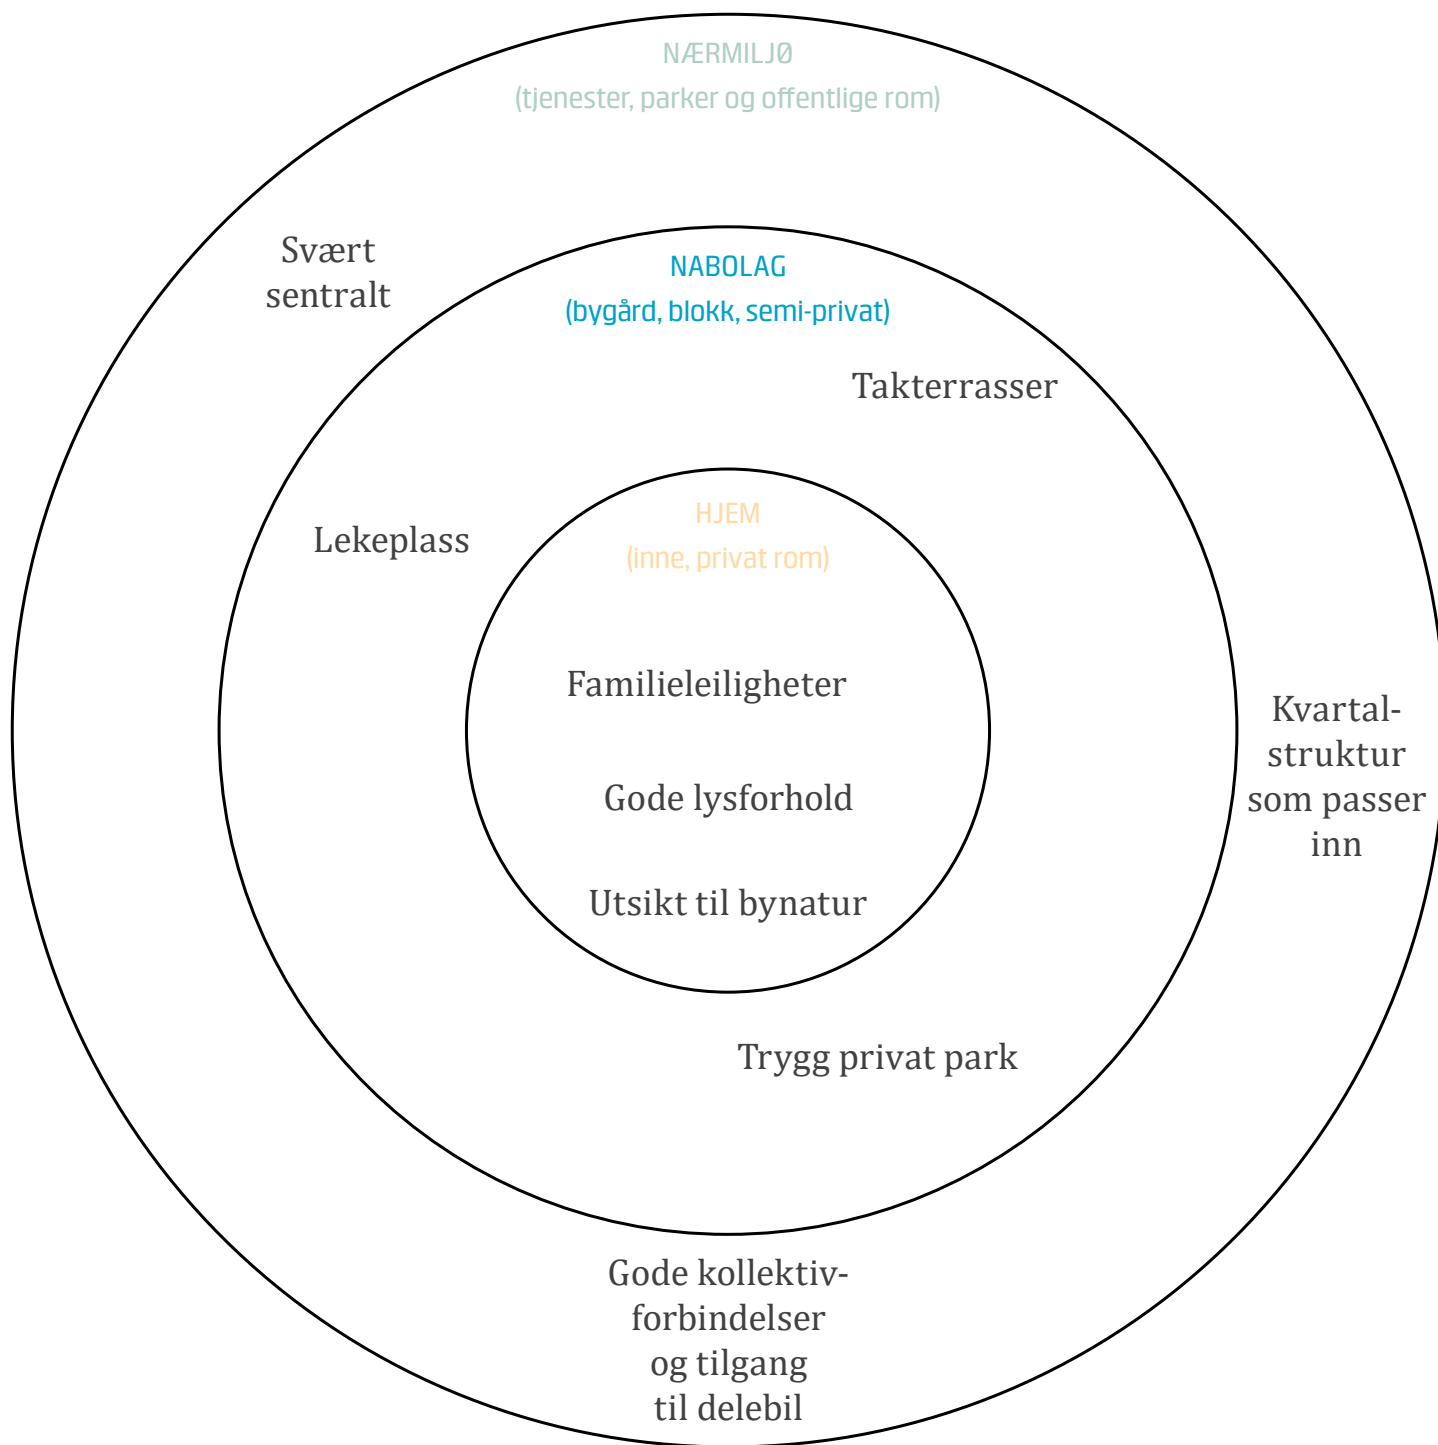 NÆRMILJØ
(tjenester, parker og offentlige rom)
Svært
sentralt
NABOLAG
(bygård, blokk, semi-privat)
Takterrasser
Lekeplass
HJEM
(inne, privat rom)
Familieleiligheter
Gode lysforhold
Utsikt til bynatur
Kvartal-
struktur
som passer
inn
Trygg privat park
Gode kollektiv-
forbindelser
og tilgang
til delebil